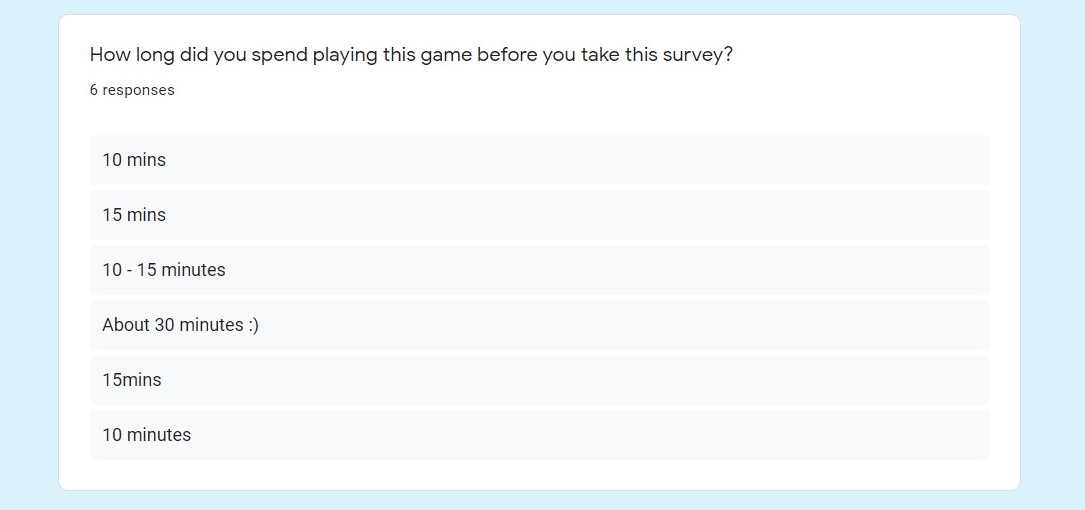 How long did you spend playing this game before you take this survey?
6 responses
10 mins
15 mins
10 - 15 minutes
About 30 minutes :)
15mins
10 minutes